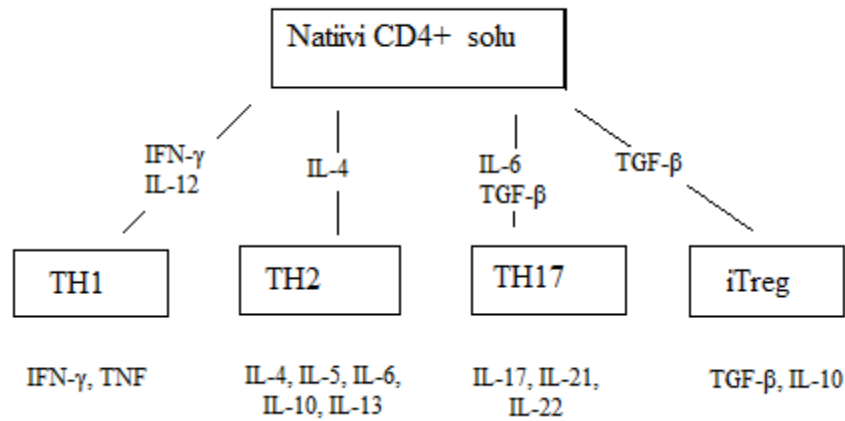 Natiivi CD4+ solu
IFN-γ
IL-12
IL-4
IL-6
TGF-β
TGF-β
TH1
TH2
TH17
iTreg
IFN-γ, TNF
IL-4, IL-5, IL-6,
IL-10, IL-13
IL-17, IL-21,
IL-22
TGF-β, IL-10